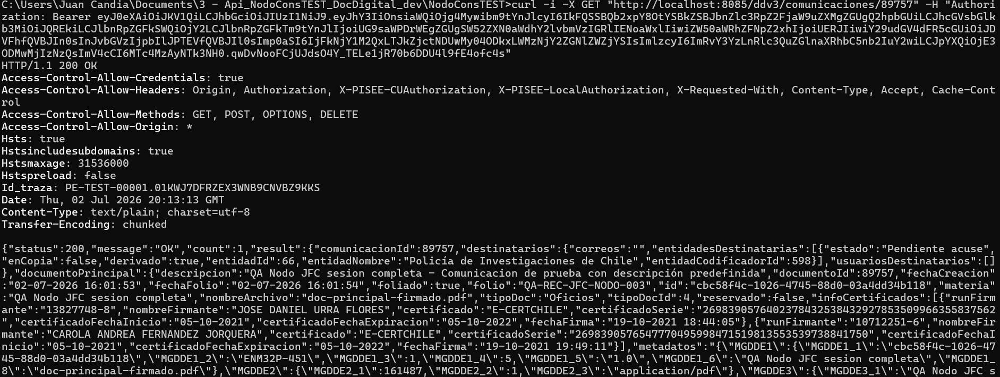 C:\Users\Juan Candia\Documents\3 - Api_NodoConsTEST_DocDigital_dev\NodoConsTEST>curl -i -X GET "http://localhost:8085/ddv3/comunicaciones/89757" -H "Authori
zation: Bearer
HTTP/1.1 200 OK
Access-Control-Allow-Credentials: true
Access-Control-Allow-Headers: Origin, Authorization, X-PISEE-CUAuthorization, X-PISEE-LocalAuthorization, X-Requested-With, Content-Type, Accept, Cache-Cont
rol
Access-Control-Allow-Methods: GET, POST, OPTIONS, DELETE
Access-Control-Allow-Origin: *
Hsts: true
Hstsincludesubdomains: true
Hstsmaxage: 31536000
Hstspreload: false
Id_traza: PE-TEST-00001.01KWJ7DFRZEX3WNB9CNVBZ9KKS
Date: Thu, 02 Jul 2026 20:13:13 GMT
Content-Type: text/plain; charset=utf-8
Transfer-Encoding: chunked
{"status":200,"message":"OK","count":1,"result":{"comunicacionId":89757,"destinatarios":{"correos":"","entidadesDestinatarias":[{"estado":"Pendiente acuse",
"enCopia":false,"derivado":true,"entidadId":66,"entidadNombre":"Policía de Investigaciones de Chile","entidadCodificadorId":598}],"usuariosDestinatarios":[]
},"documentoPrincipal":{"descripcion":"QA Nodo JFC sesion completa - Comunicacion de prueba con descripción predefinida","documentoId":89757,"fechaCreacion"
:"02-07-2026 16:01:53","fechaFolio":"02-07-2026 16:01:54","foliado":true,"folio":"QA-REC-JFC-NODO-003","id":"cbc58f4c-1026-4745-88d0-03a4dd34b118","materia"
:"QA Nodo JFC sesion completa","nombreArchivo":"doc-principal-firmado.pdf","tipoDoc":"Oficios","tipoDocId":4,"reservado":false,"infoCertificados":[{"runFirm
ante":"13827748-8","nombreFirmante":"JOSE DANIEL URRA FLORES","certificado":"E-CERTCHILE","certificadoSerie":"2698390576402378432538432927853509966355837562
","certificadoFechaInicio":"05-10-2021","certificadoFechaExpiracion":"05-10-2022","fechaFirma":"19-10-2021 18:44:05"},{"runFirmante":"10712251-6","nombreFir
mante":"CAROLA ANDREA FERNANDEZ JORQUERA","certificado":"E-CERTCHILE","certificadoSerie":"2698390576547770495998471519813553539738841750","certificadoFechaI
nicio":"05-10-2021","certificadoFechaExpiracion":"05-10-2022","fechaFirma":"19-10-2021 19:49:11"}],"metadatos":"{\"MGDDE1\":{\"MGDDE1_1\":\"cbc58f4c-1026-47
45-88d0-03a4dd34b118\",\"MGDDE1_2\":\"ENM32P-451\",\"MGDDE1_3\":1,\"MGDDE1_4\":5,\"MGDDE1_5\":\"1.0\",\"MGDDE1_6\":\"QA Nodo JFC sesion completa\",\"MGDDE1_
8\":\"doc-principal-firmado.pdf\"},\"MGDDE2\":{\"MGDDE2_1\":161487,\"MGDDE2_2\":1,\"MGDDE2_3\":\"application/pdf\"},\"MGDDE3\":{\"MGDDE3_1\":\"QA Nodo JFC s